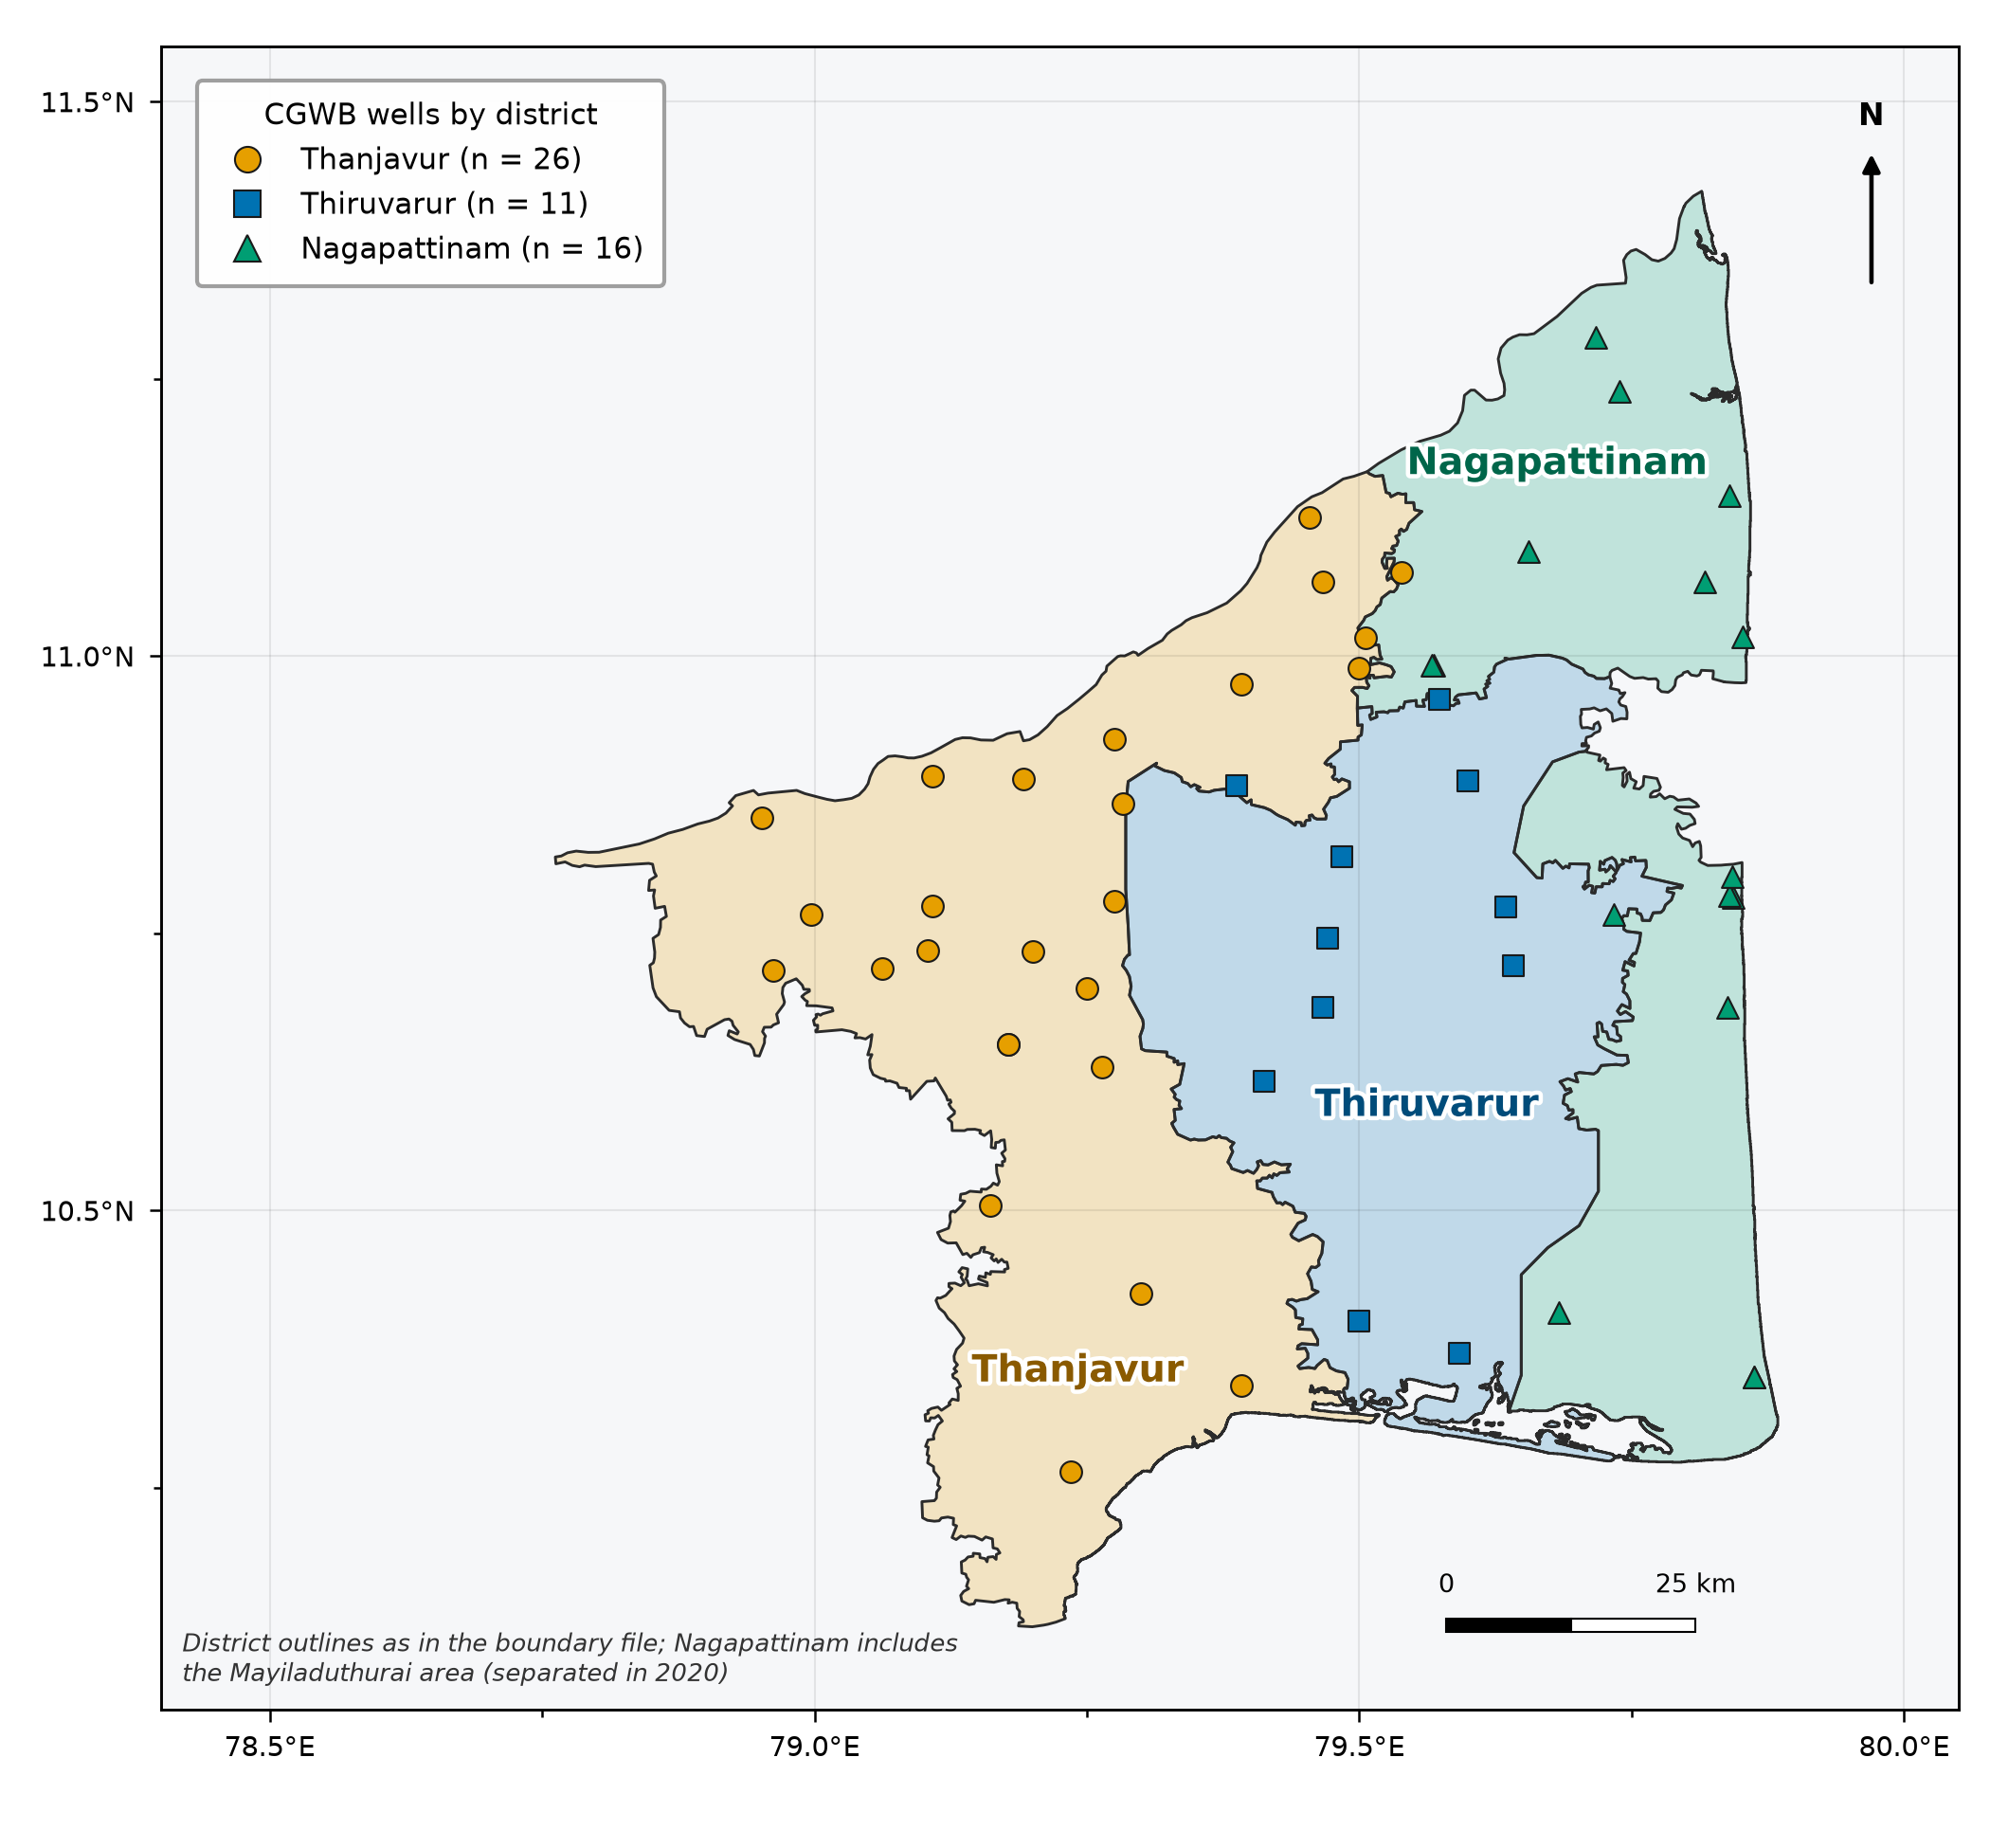 CGWB wells by district
Thanjavur (n = 26)
Thiruvarur (n = 11)
Nagapattinam (n = 16)
N
11.5°N
11.0°N
10.5°N
Nagapattinam
Thiruvarur
Thanjavur
0 25 km
District outlines as in the boundary file; Nagapattinam includes
the Mayiladuthurai area (separated in 2020)
78.5°E 79.0°E 79.5°E 80.0°E